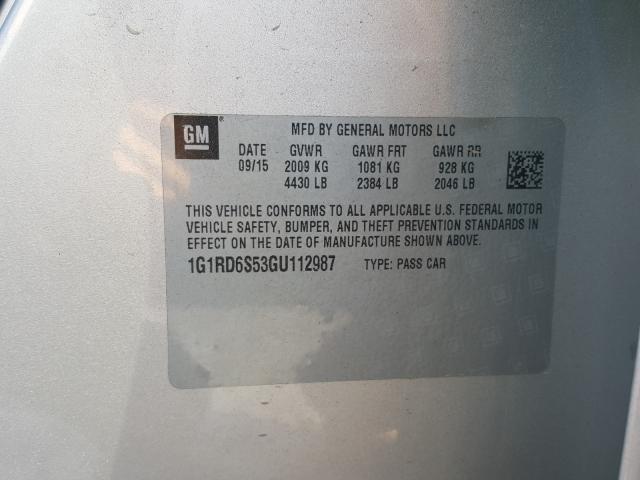 GM
MFD BY GENERAL MOTORS LLC
DATE GVWR GAWR FRT GAWR RR
09/15 2009 KG 1081 KG 928 KG
4430 LB 2384 LB 2046 LB
THIS VEHICLE CONFORMS TO ALL APPLICABLE U.S. FEDERAL MOTOR
VEHICLE SAFETY, BUMPER, AND THEFT PREVENTION STANDARDS IN
EFFECT ON THE DATE OF MANUFACTURE SHOWN ABOVE.
1G1RD6S53GU112987 TYPE: PASS CAR